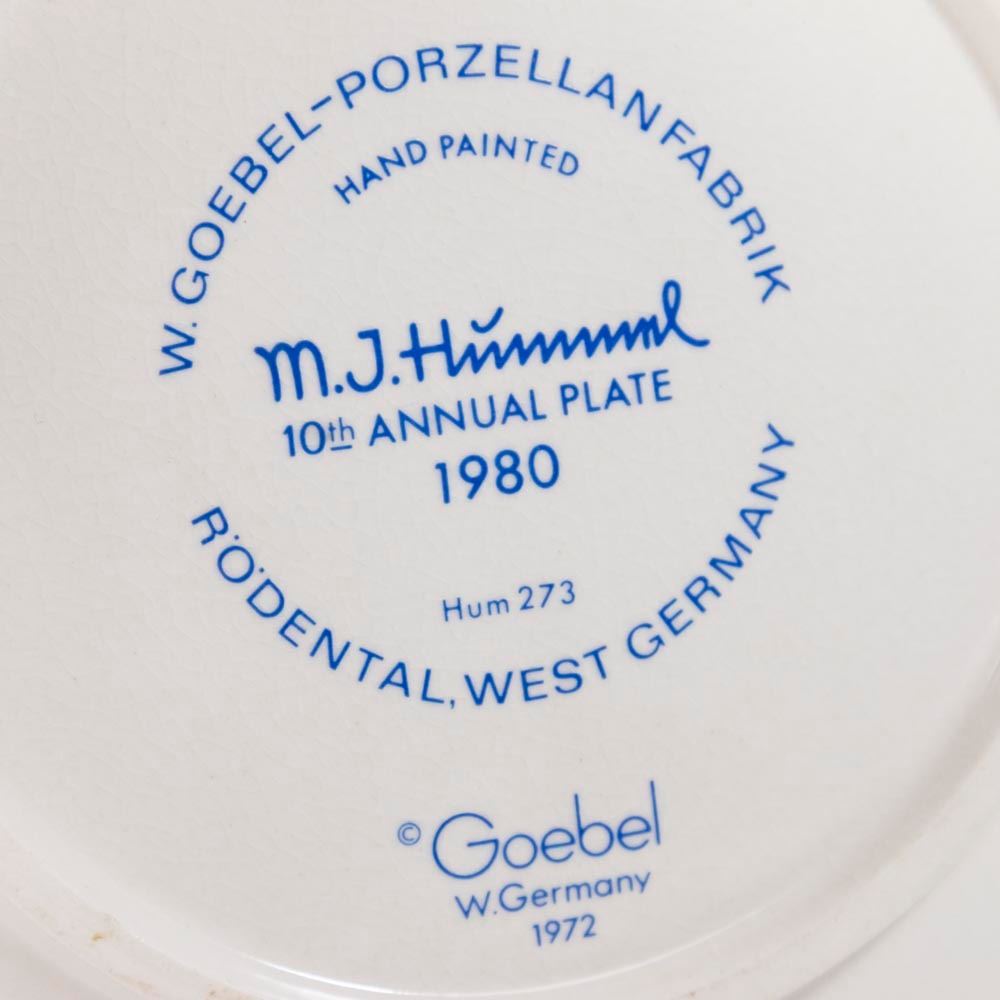 W. GOEBEL-PORZELLANFABRIK
HAND PAINTED
M.J.Hummel
10th ANNUAL PLATE
1980
Hum 273
RÖDENTAL, WEST GERMANY
© Goebel
W.Germany
1972